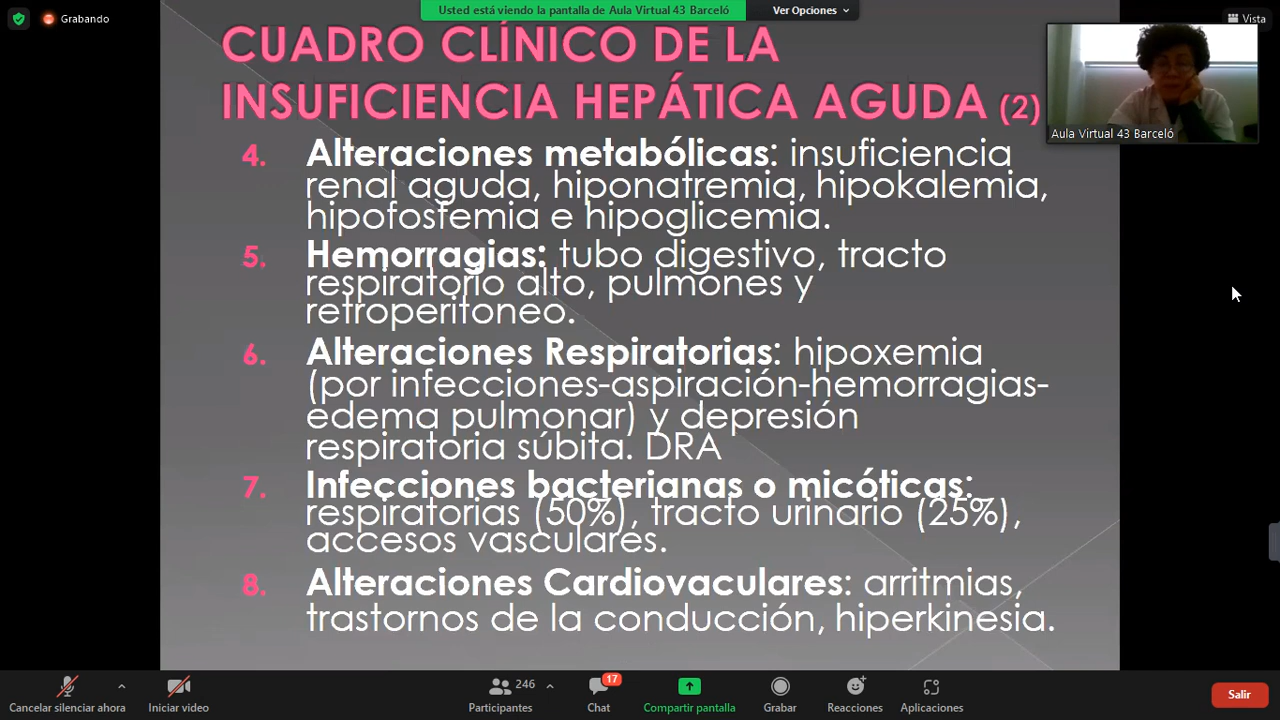 Grabando
Usted está viendo la pantalla de Aula Virtual 43 Barceló
Ver Opciones
Vista
CUADRO CLÍNICO DE LA
INSUFICIENCIA HEPÁTICA AGUDA (2)
Aula Virtual 43 Barceló
4. Alteraciones metabólicas: insuficiencia
renal aguda, hiponatremia, hipokalemia,
hipofosfemia e hipoglicemia.
5. Hemorragias: tubo digestivo, tracto
respiratorio alto, pulmones y
retroperitoneo.
6. Alteraciones Respiratorias: hipoxemia
(por infecciones-aspiración-hemorragias-
edema pulmonar) y depresión
respiratoria súbita. DRA
7. Infecciones bacterianas o micóticas:
respiratorias (50%), tracto urinario (25%),
accesos vasculares.
8. Alteraciones Cardiovaculares: arritmias,
trastornos de la conducción, hiperkinesia.
246
17
Cancelar silenciar ahora
Iniciar video
Participantes
Chat
Compartir pantalla
Grabar
Reacciones
Aplicaciones
Salir